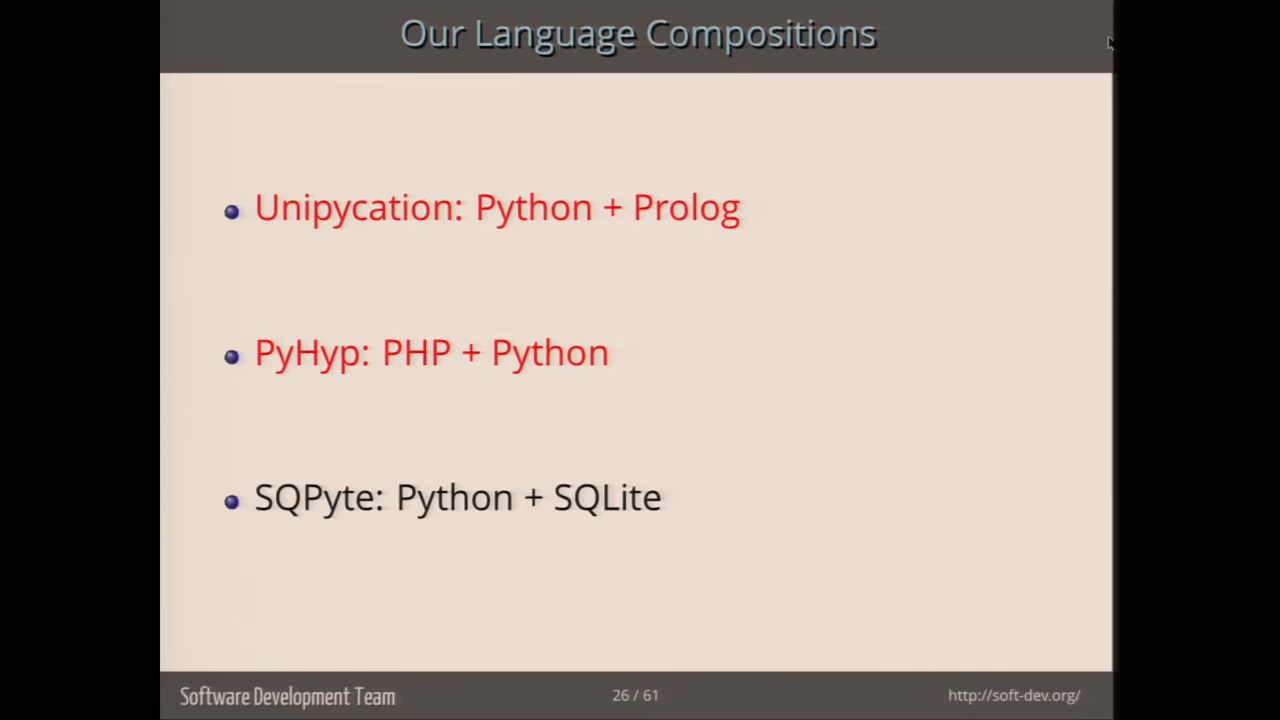 Our Language Compositions
Unipycation: Python + Prolog
PyHyp: PHP + Python
SQPyte: Python + SQLite
Software Development Team
26 / 61
http://soft-dev.org/